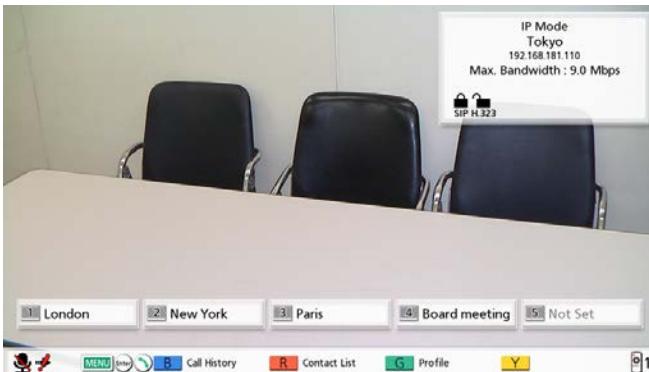 IP Mode
Tokyo
192.168.181.110
Max. Bandwidth : 9.0 Mbps
SIP H.323
1 London
2 New York
3 Paris
4 Board meeting
5 Not Set
MENU Enter B Call History R Contact List G Profile Y 1